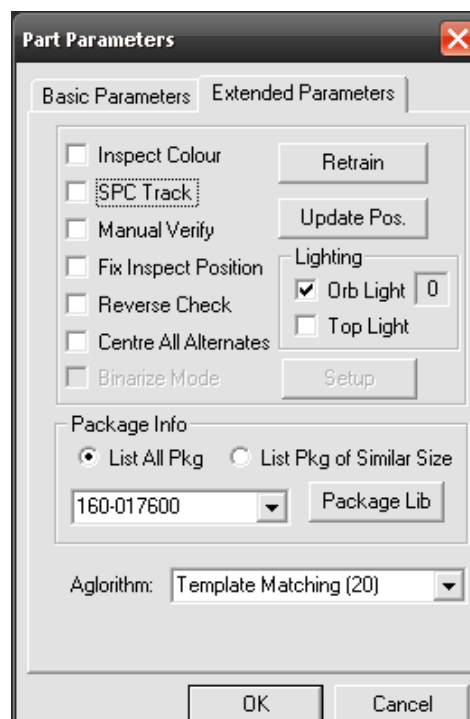 Part Parameters
Basic Parameters Extended Parameters
Inspect Colour Retrain
SPC Track
Manual Verify Update Pos.
Fix Inspect Position Lighting
Reverse Check Orb Light 0
Centre All Alternates Top Light
Binarize Mode Setup
Package Info
List All Pkg List Pkg of Similar Size
160-017600 Package Lib
Aglorithm: Template Matching (20)
OK Cancel